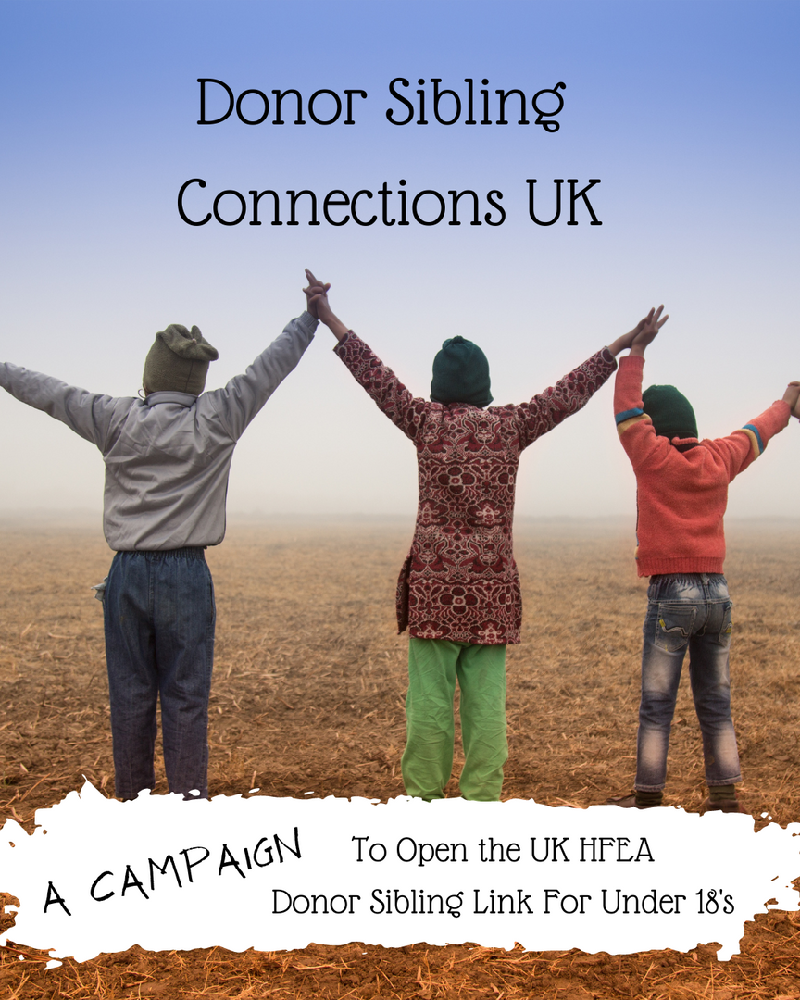 Donor Sibling
Connections UK
A CAMPAIGN
To Open the UK HFEA
Donor Sibling Link For Under 18's